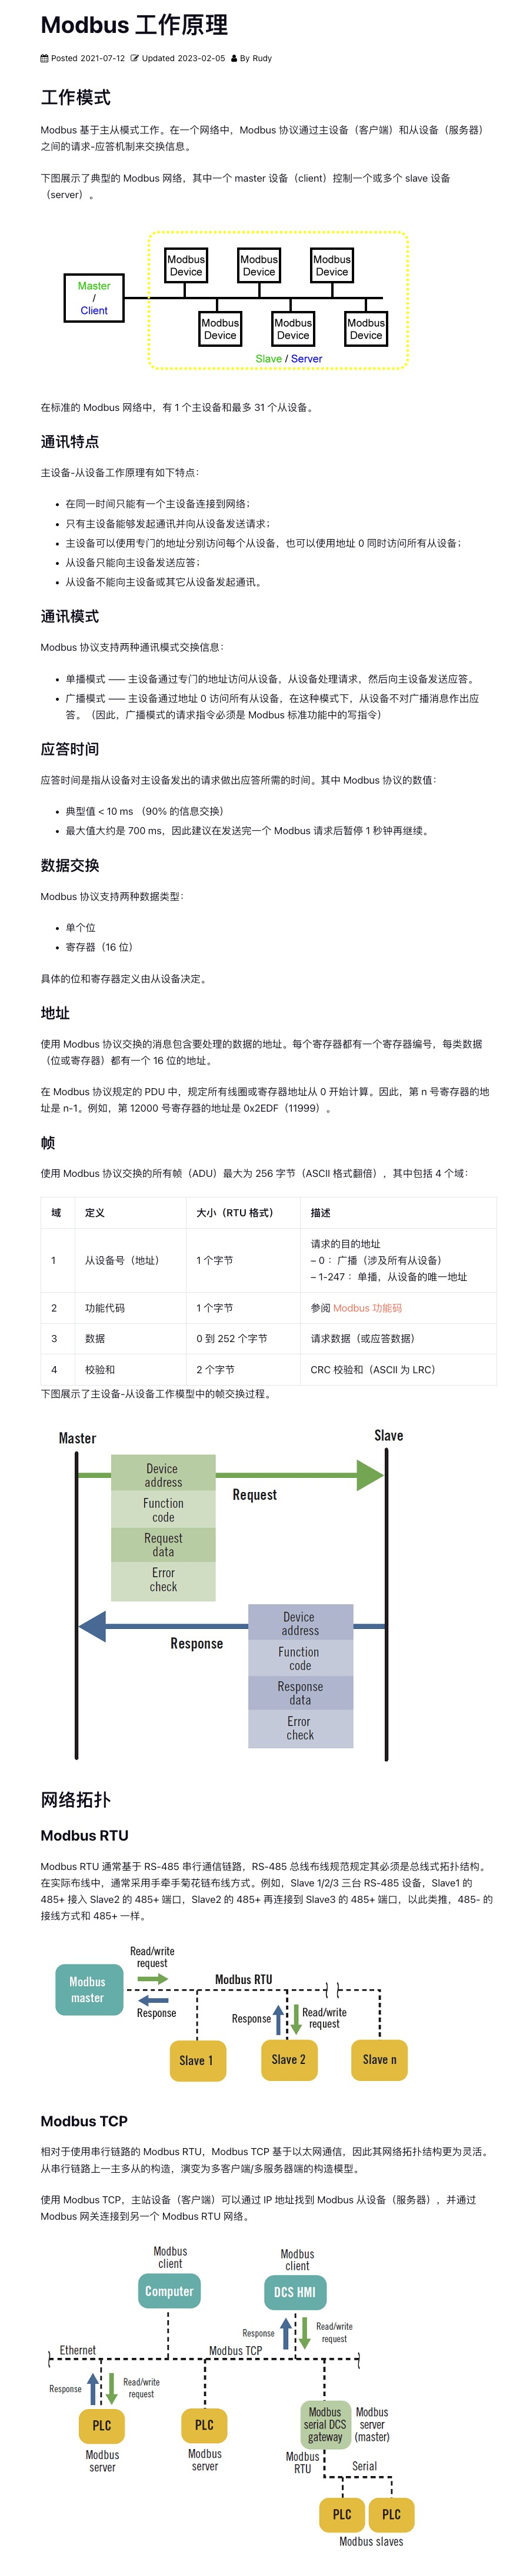 Modbus 工作原理
Posted 2021-07-12 Updated 2023-02-05 By Rudy
工作模式
Modbus 基于主从模式工作。在一个网络中，Modbus 协议通过主设备（客户端）和从设备（服务器）
之间的请求-应答机制来交换信息。
下图展示了典型的 Modbus 网络，其中一个 master 设备（client）控制一个或多个 slave 设备
（server）。
Modbus
Device
Modbus
Device
Modbus
Device
Master
/
Client
Modbus
Device
Modbus
Device
Modbus
Device
Slave / Server
在标准的 Modbus 网络中，有 1 个主设备和最多 31 个从设备。
通讯特点
主设备-从设备工作原理有如下特点：
• 在同一时间只能有一个主设备连接到网络；
• 只有主设备能够发起通讯并向从设备发送请求；
• 主设备可以使用专门的地址分别访问每个从设备，也可以使用地址 0 同时访问所有从设备；
• 从设备只能向主设备发送应答；
• 从设备不能向主设备或其它从设备发起通讯。
通讯模式
Modbus 协议支持两种通讯模式交换信息：
• 单播模式 —— 主设备通过专门的地址访问从设备，从设备处理请求，然后向主设备发送应答。
• 广播模式 —— 主设备通过地址 0 访问所有从设备，在这种模式下，从设备不对广播消息作出应
答。（因此，广播模式的请求指令必须是 Modbus 标准功能中的写指令）
应答时间
应答时间是指从设备对主设备发出的请求做出应答所需的时间。其中 Modbus 协议的数值：
• 典型值 < 10 ms （90% 的信息交换）
• 最大值大约是 700 ms，因此建议在发送完一个 Modbus 请求后暂停 1 秒钟再继续。
数据交换
Modbus 协议支持两种数据类型：
• 单个位
• 寄存器（16 位）
具体的位和寄存器定义由从设备决定。
地址
使用 Modbus 协议交换的消息包含要处理的数据的地址。每个寄存器都有一个寄存器编号，每类数据
（位或寄存器）都有一个 16 位的地址。
在 Modbus 协议规定的 PDU 中，规定所有线圈或寄存器地址从 0 开始计算。因此，第 n 号寄存器的地
址是 n-1。例如，第 12000 号寄存器的地址是 0x2EDF（11999）。
帧
使用 Modbus 协议交换的所有帧（ADU）最大为 256 字节（ASCII 格式翻倍），其中包括 4 个域：
域 定义 大小（RTU 格式） 描述
1 从设备号（地址） 1 个字节 请求的目的地址
– 0 ：广播（涉及所有从设备）
– 1-247 ：单播，从设备的唯一地址
2 功能代码 1 个字节 参阅 Modbus 功能码
3 数据 0 到 252 个字节 请求数据（或应答数据）
4 校验和 2 个字节 CRC 校验和（ASCII 为 LRC）
下图展示了主设备-从设备工作模型中的帧交换过程。
Master
Slave
Device
address
Function
code
Request
data
Error
check
Request
Response
Device
address
Function
code
Response
data
Error
check
网络拓扑
Modbus RTU
Modbus RTU 通常基于 RS-485 串行通信链路，RS-485 总线布线规范规定其必须是总线式拓扑结构。
在实际布线中，通常采用手牵手菊花链布线方式。例如，Slave 1/2/3 三台 RS-485 设备，Slave1 的
485+ 接入 Slave2 的 485+ 端口，Slave2 的 485+ 再连接到 Slave3 的 485+ 端口，以此类推，485- 的
接线方式和 485+ 一样。
Modbus
master
Read/write
request
Response
Modbus RTU
Response
Read/write
request
Slave 1
Slave 2
Slave n
Modbus TCP
相对于使用串行链路的 Modbus RTU，Modbus TCP 基于以太网通信，因此其网络拓扑结构更为灵活。
从串行链路上一主多从的构造，演变为多客户端/多服务器端的构造模型。
使用 Modbus TCP，主站设备（客户端）可以通过 IP 地址找到 Modbus 从设备（服务器），并通过
Modbus 网关连接到另一个 Modbus RTU 网络。
Modbus
client
Computer
Modbus
client
DCS HMI
Response
Read/write
request
Ethernet
Modbus TCP
Response
Read/write
request
PLC
Modbus
server
PLC
Modbus
server
Modbus
serial DCS
gateway
Modbus
server
(master)
Modbus
RTU
Serial
PLC
PLC
Modbus slaves